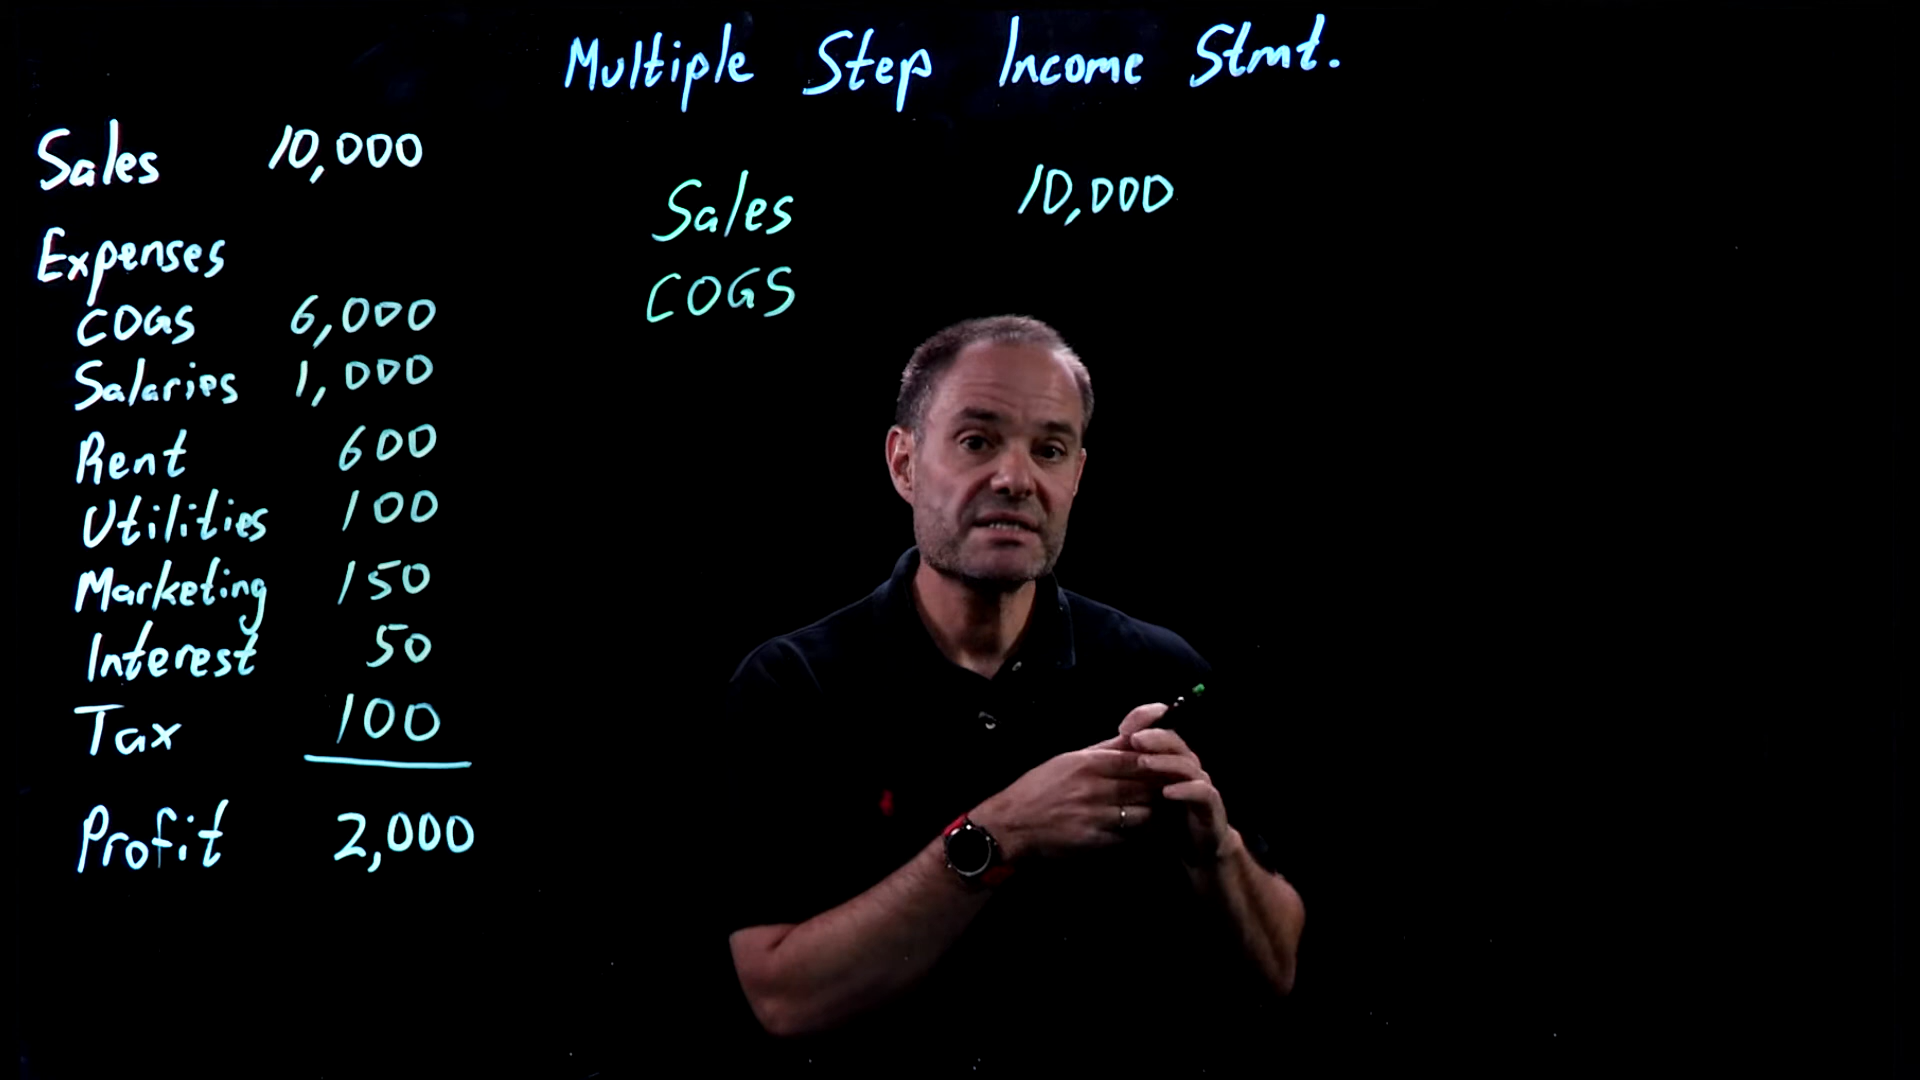 Multiple Step Income Stmt.
Sales 10,000
Expenses
COGS 6,000
Salaries 1,000
Rent 600
Utilities 100
Marketing 150
Interest 50
Tax 100
Profit 2,000
Sales 10,000
COGS